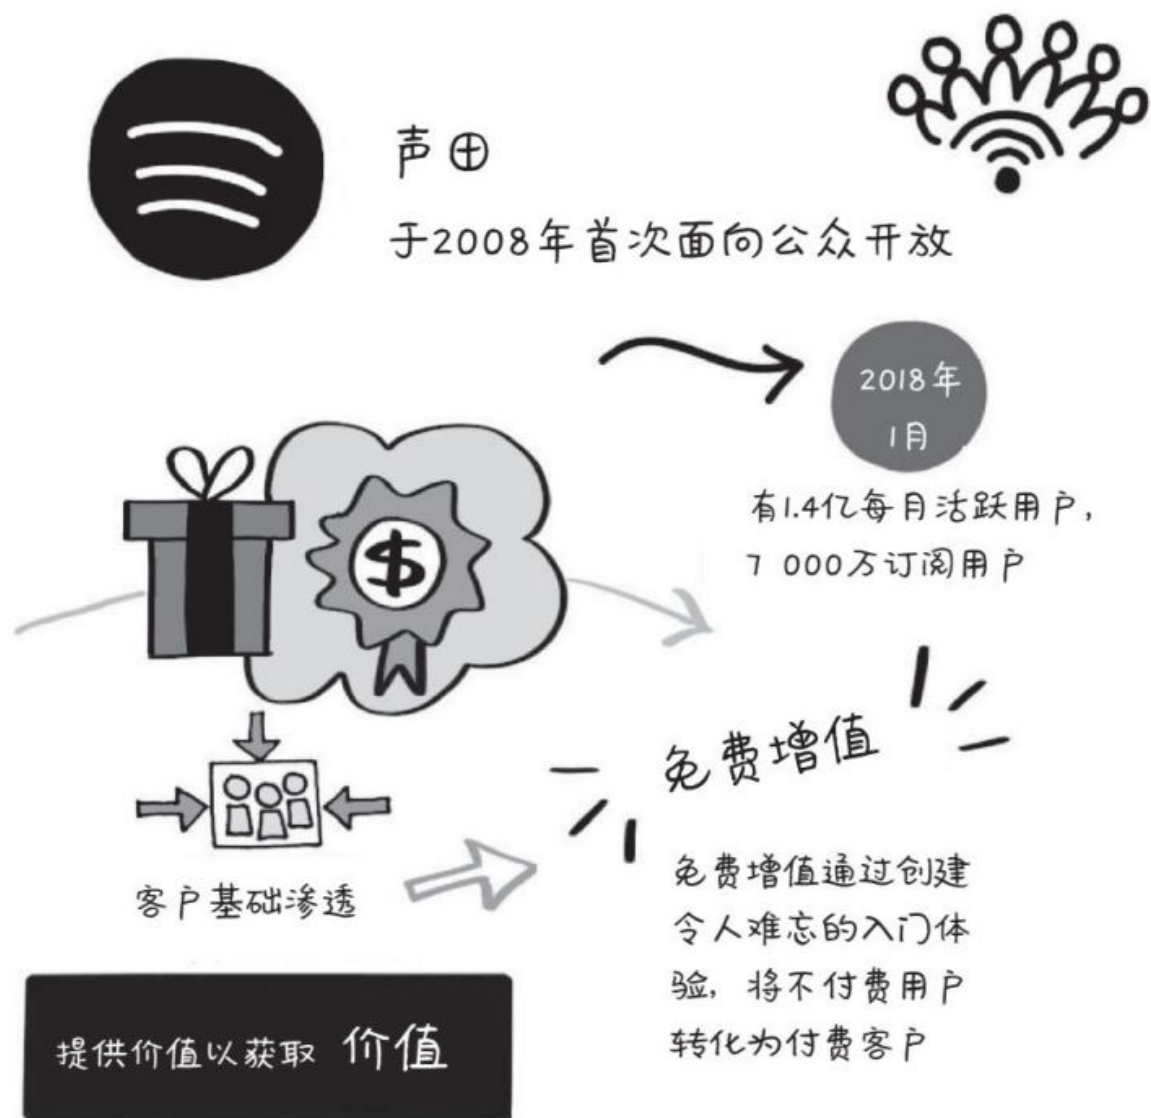 声田
于2008年首次面向公众开放
2018年
1月
有1.4亿每月活跃用户,
7 000万订阅用户
$
免费增值
客户基础渗透
免费增值通过创建
令人难忘的入门体
验, 将不付费用户
转化为付费客户
提供价值以获取 价值